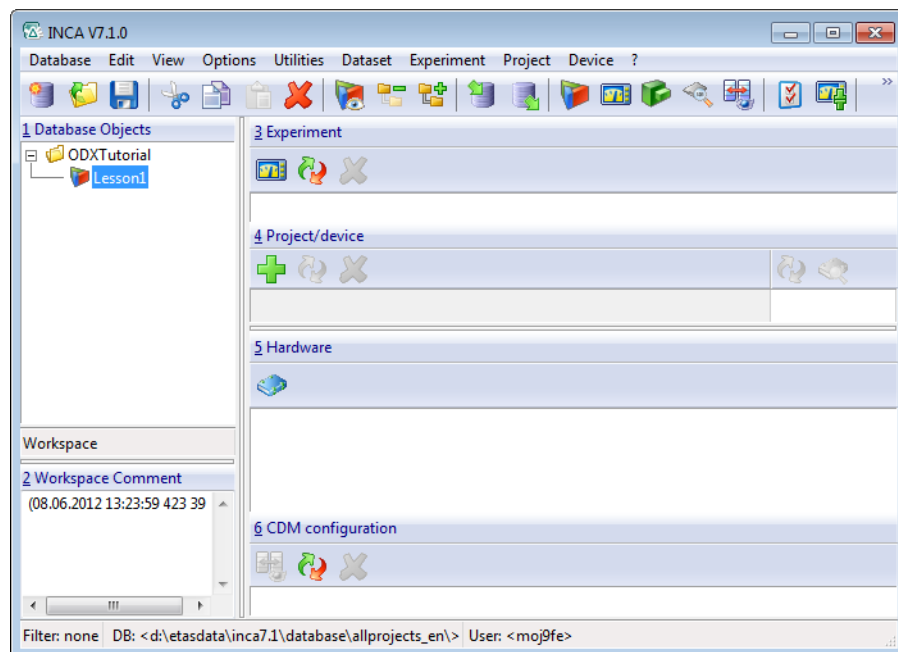 INCA V7.1.0
Database Edit View Options Utilities Dataset Experiment Project Device ?
1 Database Objects
ODXTutorial
Lesson1
Workspace
2 Workspace Comment
(08.06.2012 13:23:59 423 39
3 Experiment
4 Project/device
5 Hardware
6 CDM configuration
Filter: none DB: <d:\etasdata\inca7.1\database\allprojects_en\> User: <moj9fe>